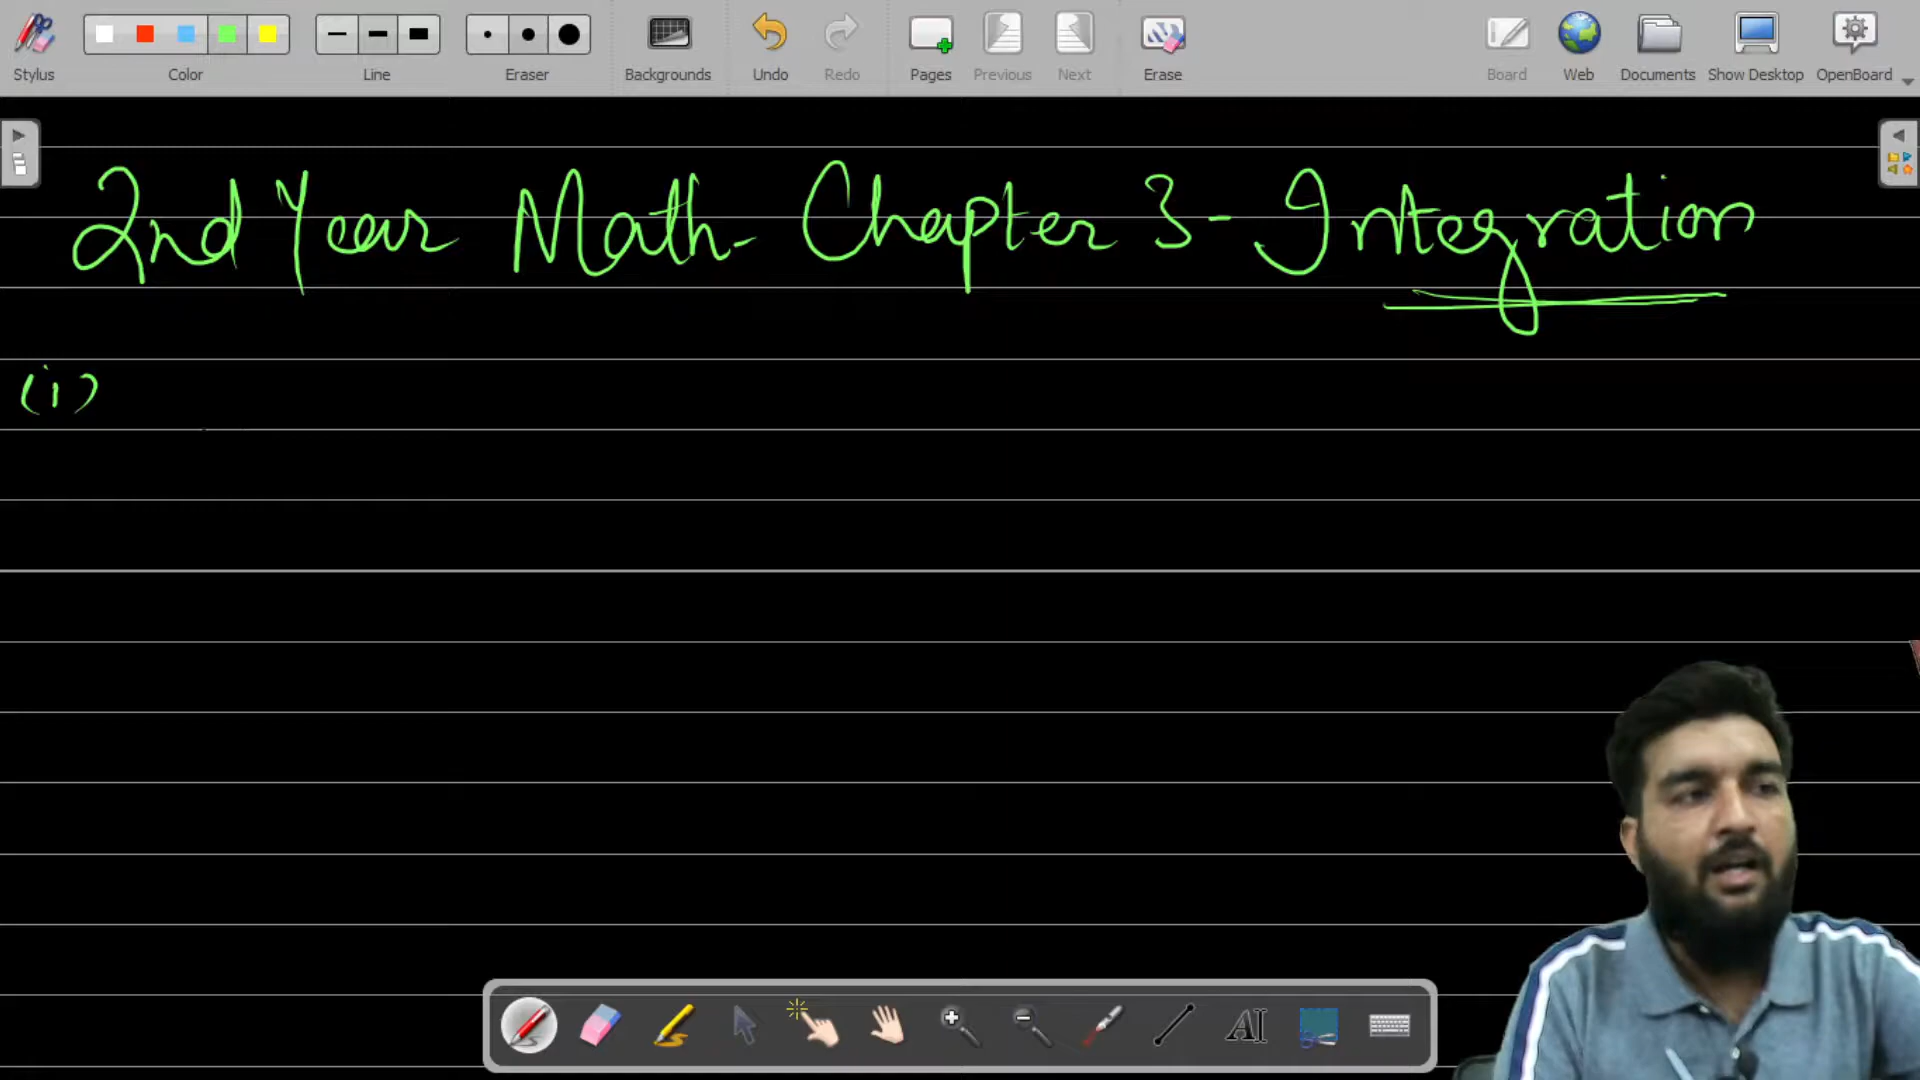 Stylus Color Line Eraser Backgrounds Undo Redo Pages Previous Next Erase Board Web Documents Show Desktop OpenBoard
2nd Year Math - Chapter 3 - Integration
(i)